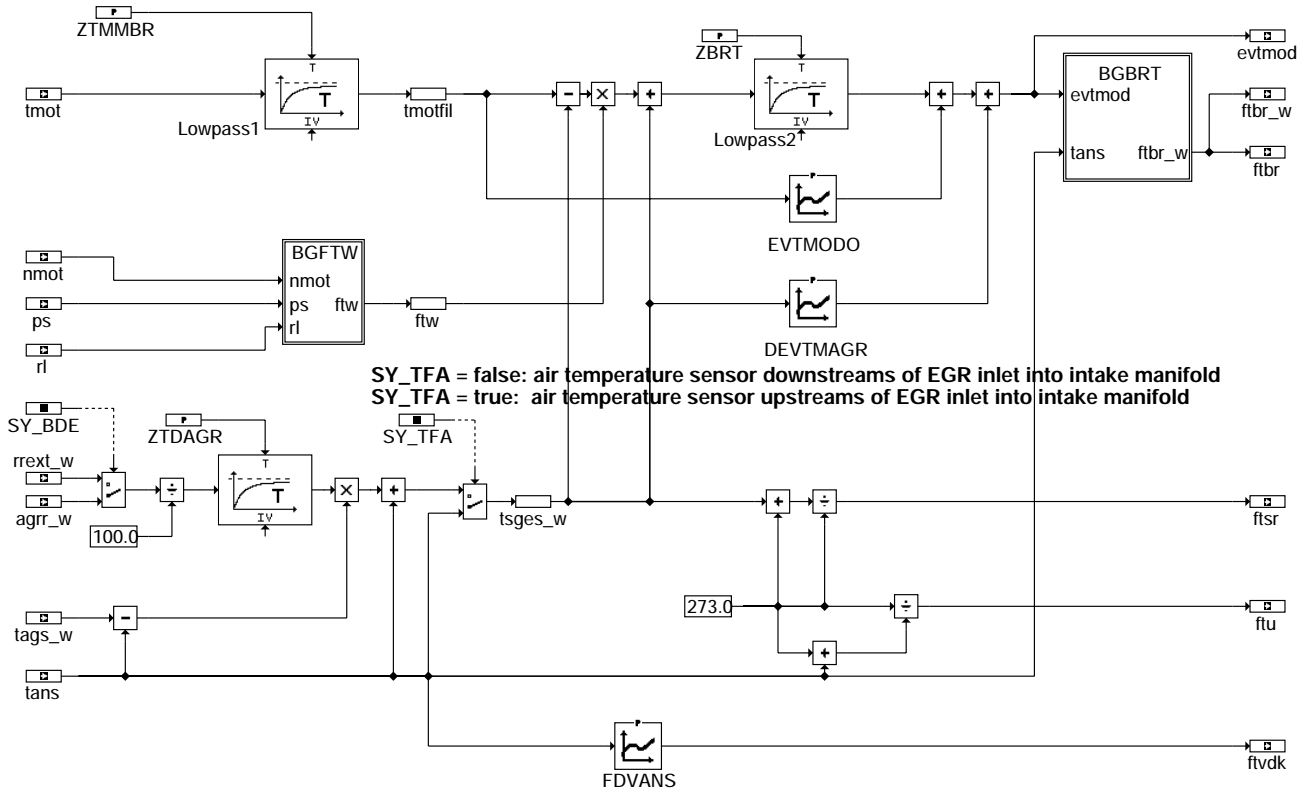 P
P
ZTMMBR
ZBRT
evtmod
T
T
BGBRT
tmot
T
tmotfil
−
×
+
T
+
+
evtmod
ftbr_w
Lowpass1
IV
Lowpass2
IV
tans
ftbr_w
ftbr
P
EVTMODO
BGFTW
nmot
nmot
P
ps
ftw
ps
ftw
rl
rl
DEVTMAGR
SY_TFA = false: air temperature sensor downstreams of EGR inlet into intake manifold
SY_TFA = true: air temperature sensor upstreams of EGR inlet into intake manifold
SY_BDE
P
ZTDAGR
SY_TFA
T
rrext_w
÷
T
×
+
agrr_w
tsges_w
+
÷
ftsr
100.0
IV
273.0
÷
tags_w
−
ftu
+
tans
P
FDVANS
ftvdk